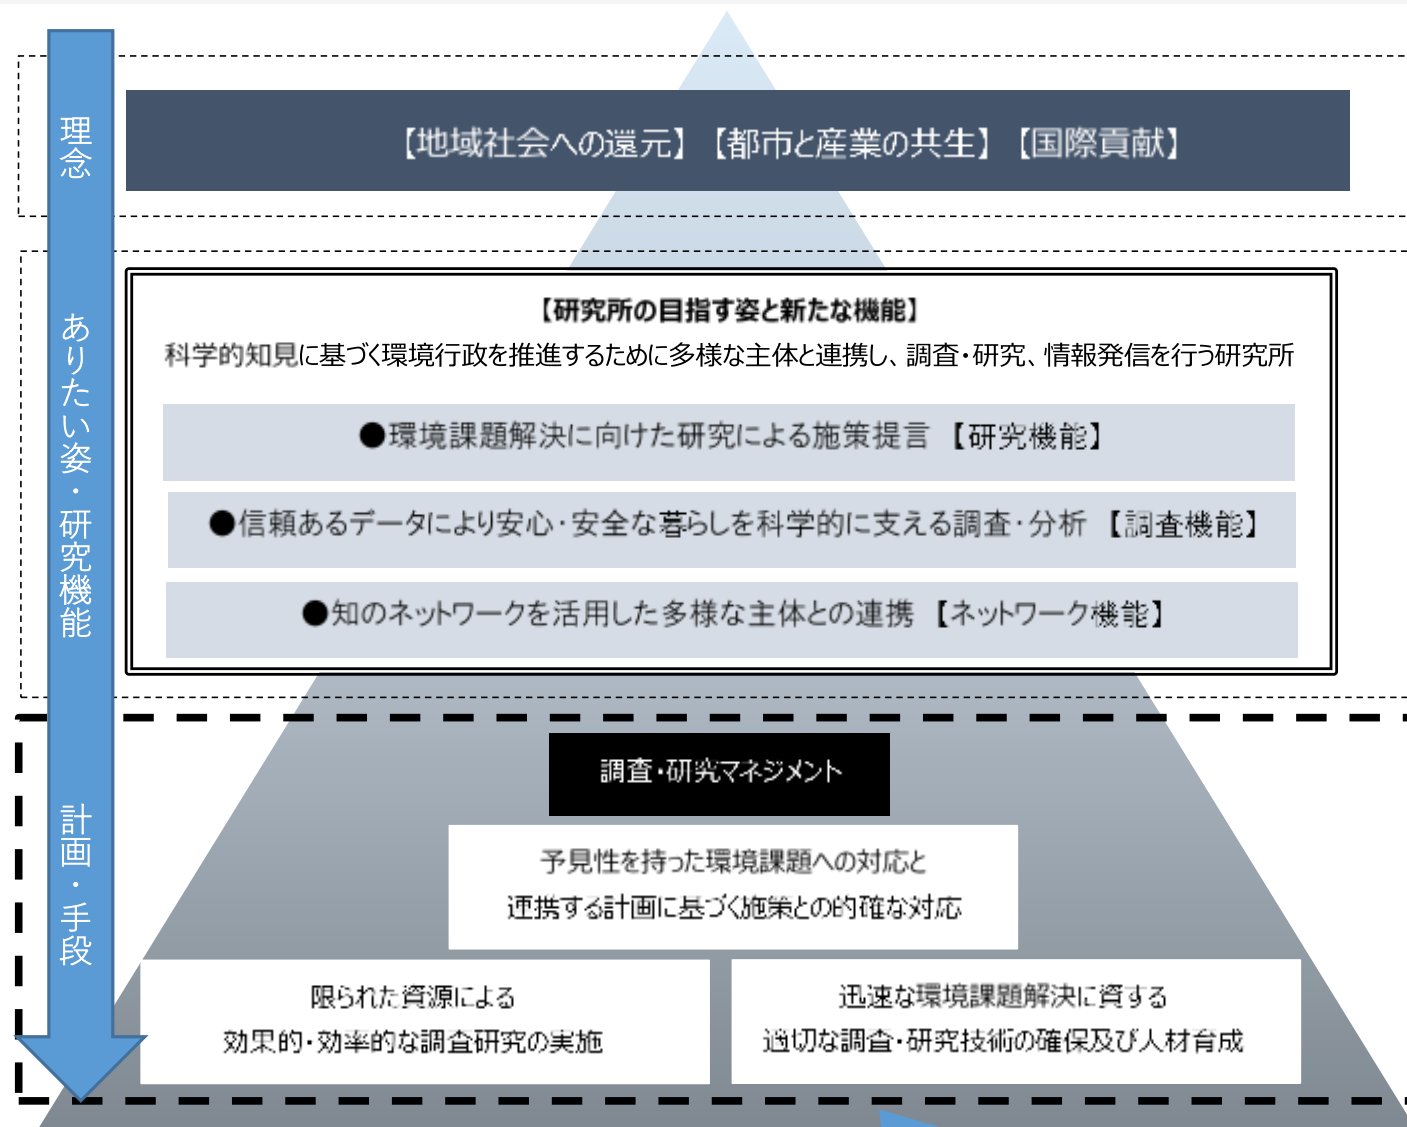 理念
【地域社会への還元】【都市と産業の共生】【国際貢献】
ありたい姿・研究機能
【研究所の目指す姿と新たな機能】
科学的知見に基づく環境行政を推進するために多様な主体と連携し、調査・研究、情報発信を行う研究所
●環境課題解決に向けた研究による施策提言 【研究機能】
●信頼あるデータにより安心・安全な暮らしを科学的に支える調査・分析 【調査機能】
●知のネットワークを活用した多様な主体との連携 【ネットワーク機能】
計画・手段
調査・研究マネジメント
予見性を持った環境課題への対応と
連携する計画に基づく施策との的確な対応
限られた資源による
効果的・効率的な調査研究の実施
迅速な環境課題解決に資する
適切な調査・研究技術の確保及び人材育成